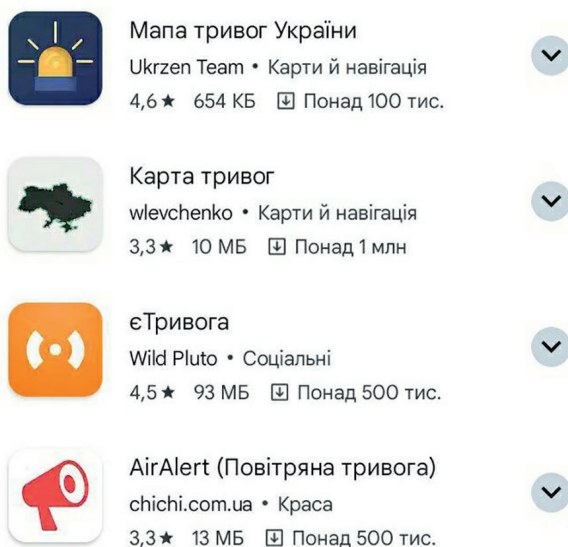 Мапа тривог України
Ukrzen Team • Карти й навігація
4,6★ 654 КБ Понад 100 тис.
Карта тривог
wlevchenko • Карти й навігація
3,3★ 10 МБ Понад 1 млн
єТривога
Wild Pluto • Соціальні
4,5★ 93 МБ Понад 500 тис.
AirAlert (Повітряна тривога)
chichi.com.ua • Краса
3,3★ 13 МБ Понад 500 тис.